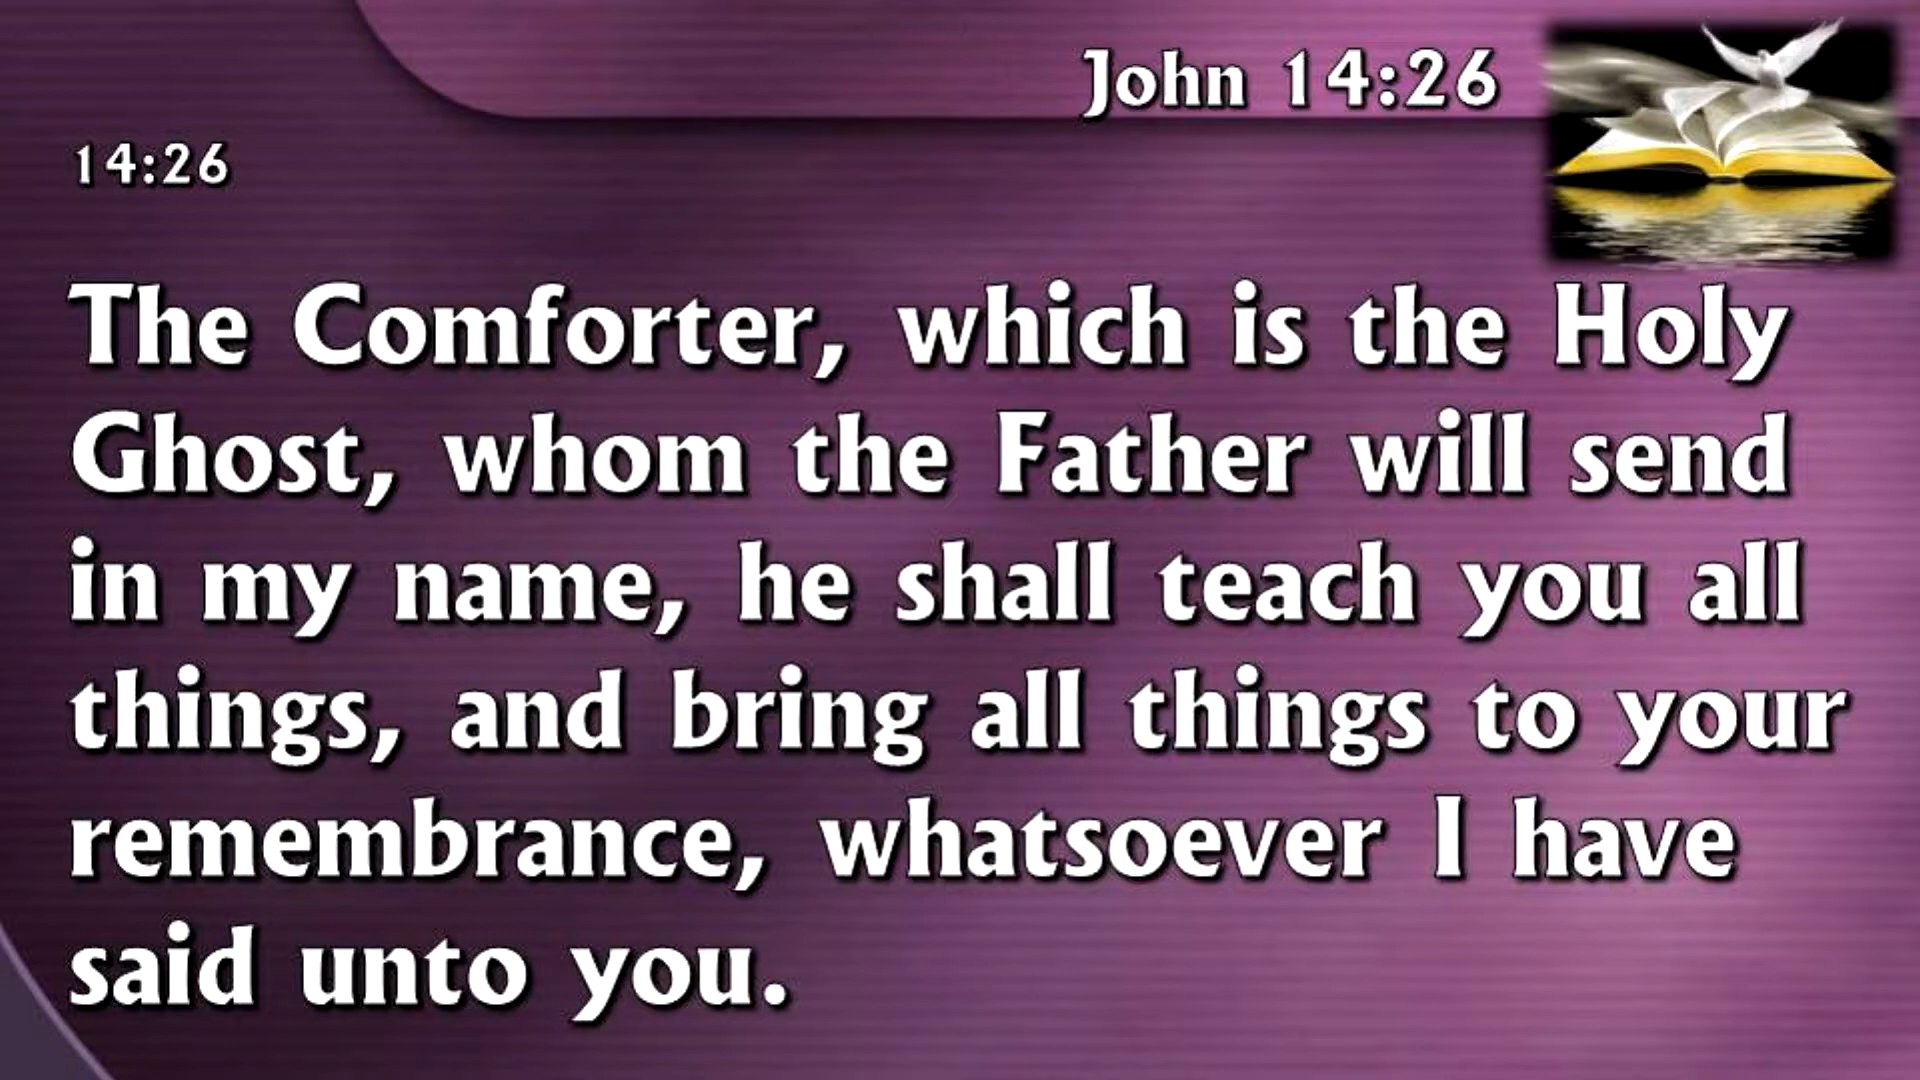 John 14:26
14:26
The Comforter, which is the Holy
Ghost, whom the Father will send
in my name, he shall teach you all
things, and bring all things to your
remembrance, whatsoever I have
said unto you.